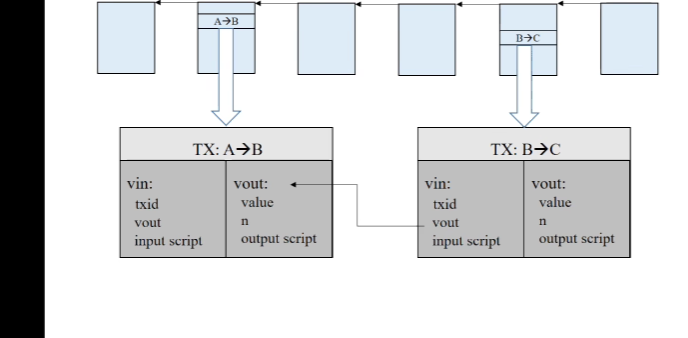 A→B
B→C
TX: A→B
vin:
txid
vout
input script
vout:
value
n
output script
TX: B→C
vin:
txid
vout
input script
vout:
value
n
output script